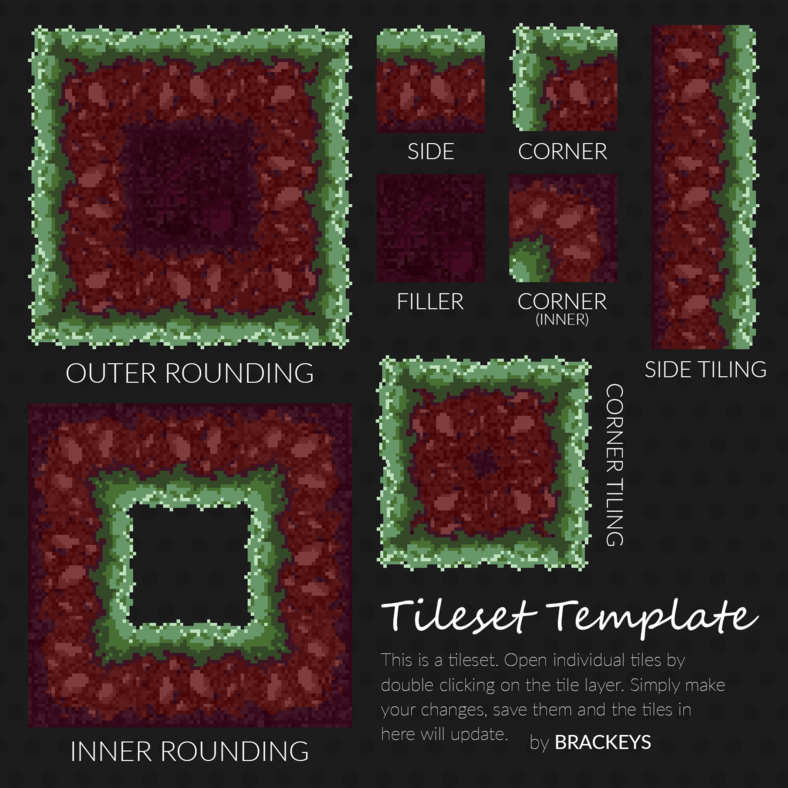 SIDE
CORNER
FILLER
CORNER
(INNER)
OUTER ROUNDING
SIDE TILING
CORNER TILING
INNER ROUNDING
Tileset Template
This is a tileset. Open individual tiles by
double clicking on the tile layer. Simply make
your changes, save them and the tiles in
here will update.
by BRACKEYS